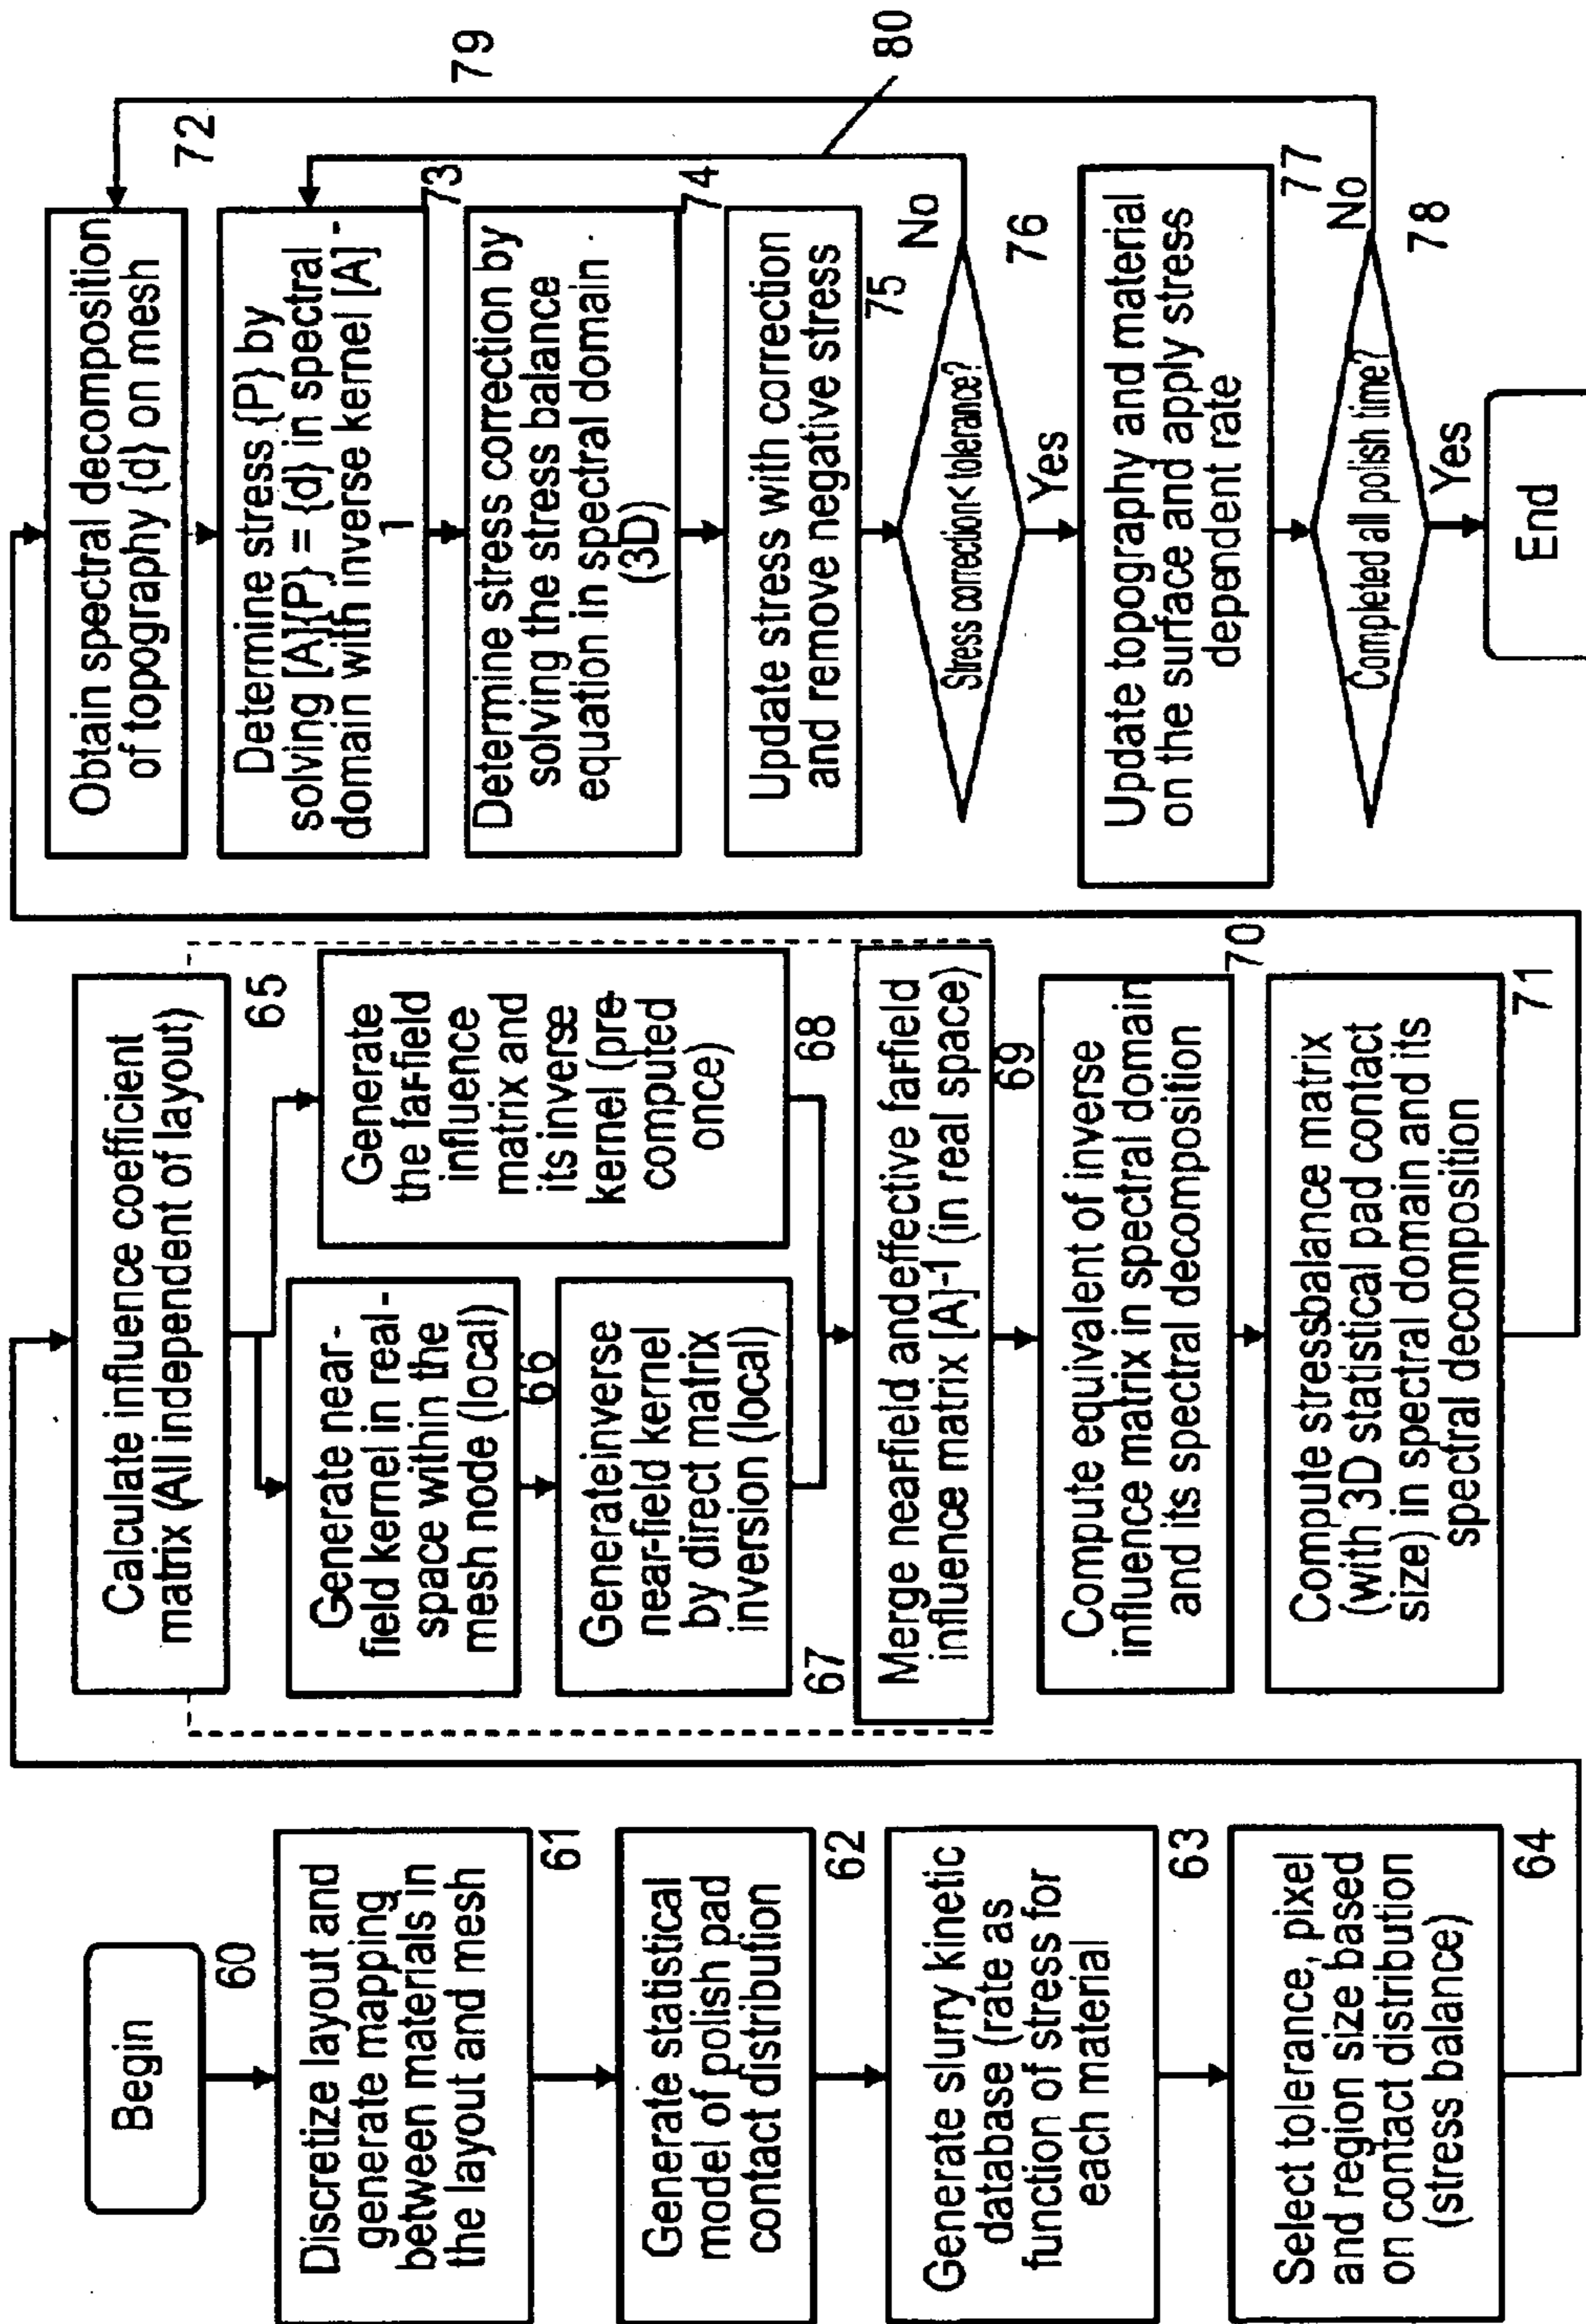 Begin
60
Discretize layout and
generate mapping
between materials in
the layout and mesh
61
Generate statistical
model of polish pad
contact distribution
62
Generate slurry kinetic
database (rate as
function of stress for
each material
63
Select tolerance, pixel
and region size based
on contact distribution
(stress balance)
64
Calculate influence coefficient
matrix (All independent of layout)
65
Generate near-
field kernel in real-
space within the
mesh node (local)
66
Generateinverse
near-field kernel
by direct matrix
inversion (local)
67
Generate
the farfield
influence
matrix and
its inverse
kernel (pre-
computed
once)
68
Merge nearfield andeffective farfield
influence matrix [A]-1 (in real space)
69
Compute equivalent of inverse
influence matrix in spectral domain
and its spectral decomposition
70
Compute stressbalance matrix
(with 3D statistical pad contact
size) in spectral domain and its
spectral decomposition
71
Obtain spectral decomposition
of topography {d} on mesh
72
Determine stress {P} by
solving [A]{P} = {d} in spectral
domain with inverse kernel [A] -
1
73
Determine stress correction by
solving the stress balance
equation in spectral domain
(3D)
74
Update stress with correction
and remove negative stress
75
Stress correction< tolerance?
No
76
Yes
Update topography and material
on the surface and apply stress
dependent rate
77
Completed all polish time?
No
78
Yes
End
79
80